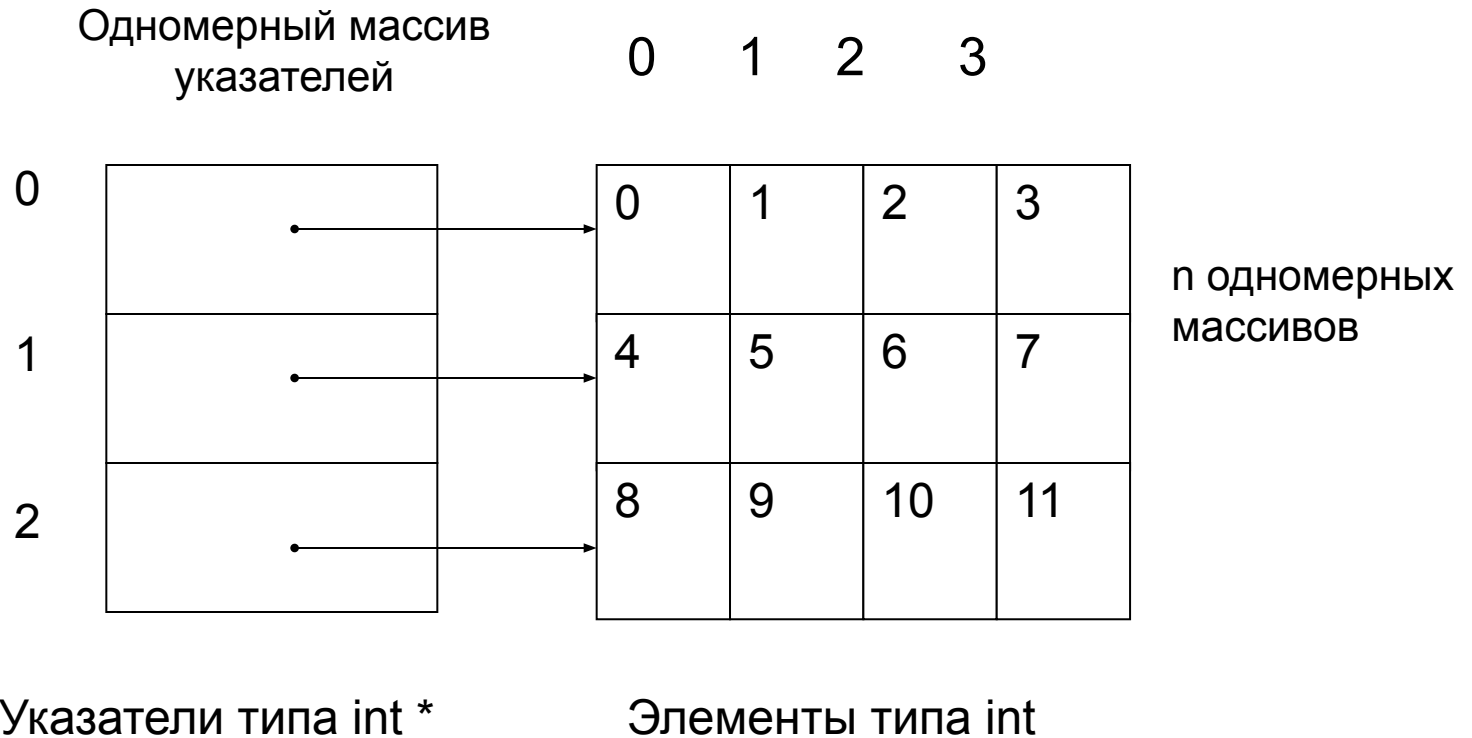 Одномерный массив
указателей
0 1 2 3
0
0 1 2 3
1
4 5 6 7
2
8 9 10 11
n одномерных
массивов
Указатели типа int *
Элементы типа int